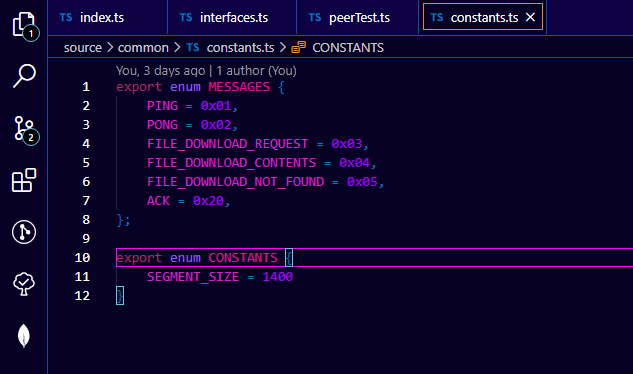 TS index.ts
TS interfaces.ts
TS peerTest.ts
TS constants.ts ×
1
source > common > TS constants.ts > CONSTANTS
You, 3 days ago | 1 author (You)
1 export enum MESSAGES {
2     PING = 0x01,
3     PONG = 0x02,
2
4     FILE_DOWNLOAD_REQUEST = 0x03,
5     FILE_DOWNLOAD_CONTENTS = 0x04,
6     FILE_DOWNLOAD_NOT_FOUND = 0x05,
7     ACK = 0x20,
8 };
9
10 export enum CONSTANTS {
11     SEGMENT_SIZE = 1400
12 }